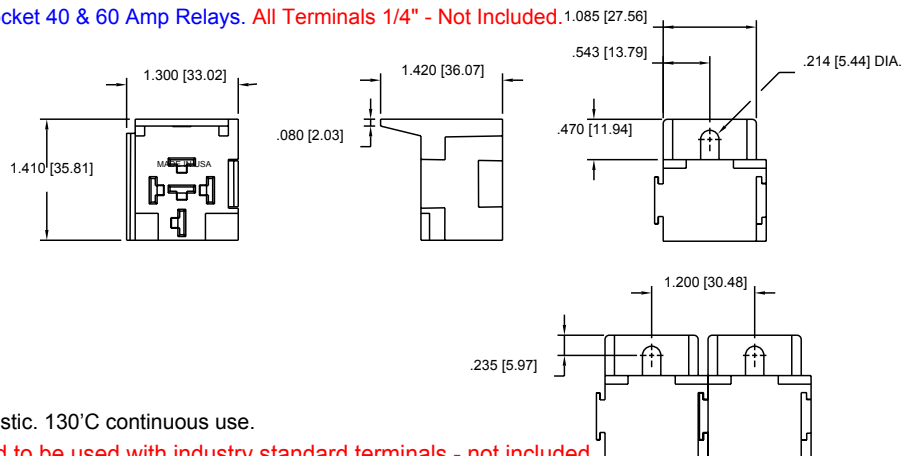 cket 40 & 60 Amp Relays. All Terminals 1/4" - Not Included.
1.085 [27.56]
.543 [13.79]
.214 [5.44] DIA.
1.300 [33.02]
1.420 [36.07]
.080 [2.03]
.470 [11.94]
1.410 [35.81]
MADE IN USA
1.200 [30.48]
.235 [5.97]
stic. 130'C continuous use.
d to be used with industry standard terminals - not included